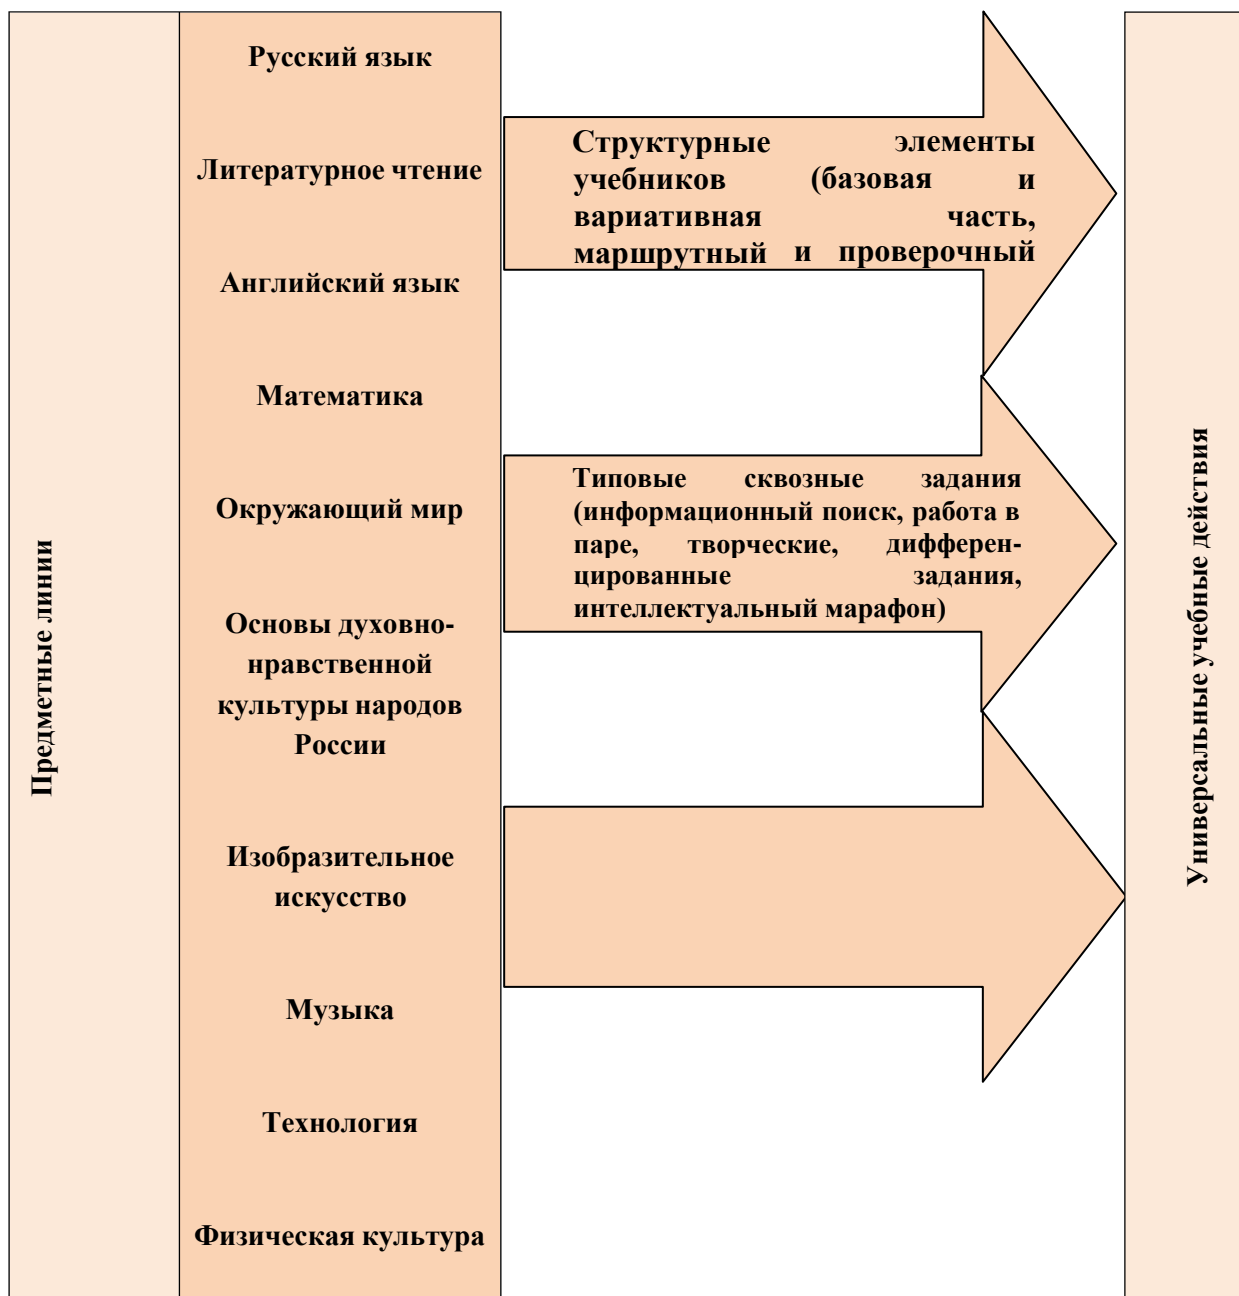 Предметные линии
Русский язык
Литературное чтение
Английский язык
Математика
Окружающий мир
Основы духовно-
нравственной
культуры народов
России
Изобразительное
искусство
Музыка
Технология
Физическая культура
Структурные элементы
учебников (базовая и
вариативная часть,
маршрутный и проверочный
Типовые сквозные задания
(информационный поиск, работа в
паре, творческие, дифферен-
цированные задания,
интеллектуальный марафон)
Универсальные учебные действия